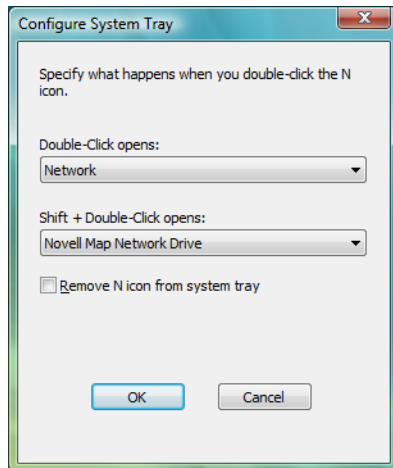 Configure System Tray
Specify what happens when you double-click the N
icon.
Double-Click opens:
Network
Shift + Double-Click opens:
Novell Map Network Drive
Remove N icon from system tray
OK
Cancel